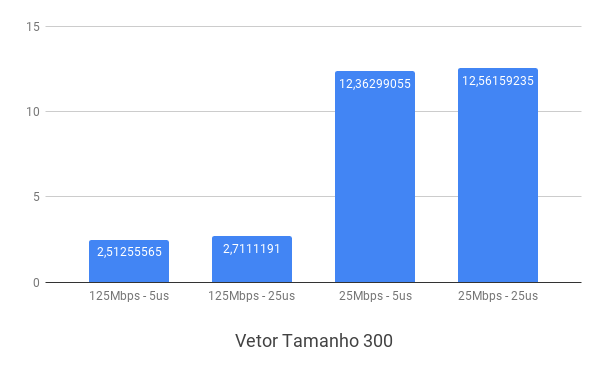 15
10
5
0
2,51255565
2,7111191
12,36299055
12,56159235
125Mbps - 5us
125Mbps - 25us
25Mbps - 5us
25Mbps - 25us
Vetor Tamanho 300